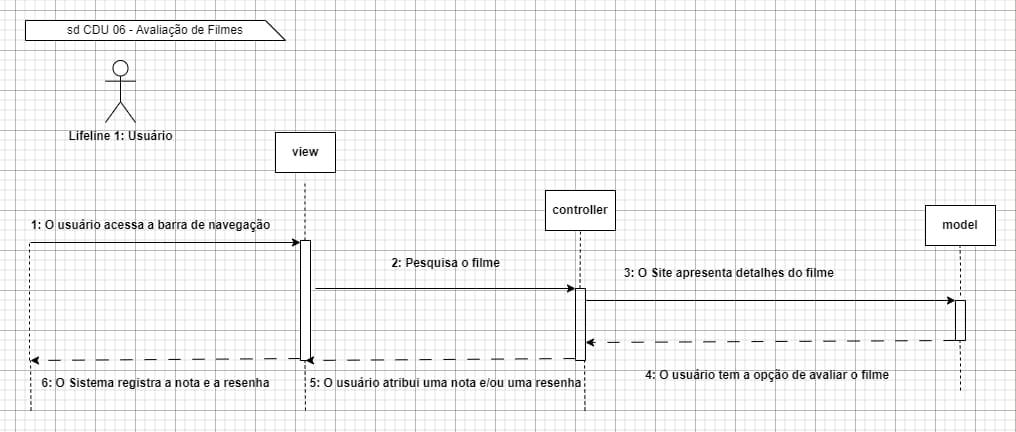 sd CDU 06 - Avaliação de Filmes
Lifeline 1: Usuário
view
controller
model
1: O usuário acessa a barra de navegação
2: Pesquisa o filme
3: O Site apresenta detalhes do filme
4: O usuário tem a opção de avaliar o filme
5: O usuário atribui uma nota e/ou uma resenha
6: O Sistema registra a nota e a resenha